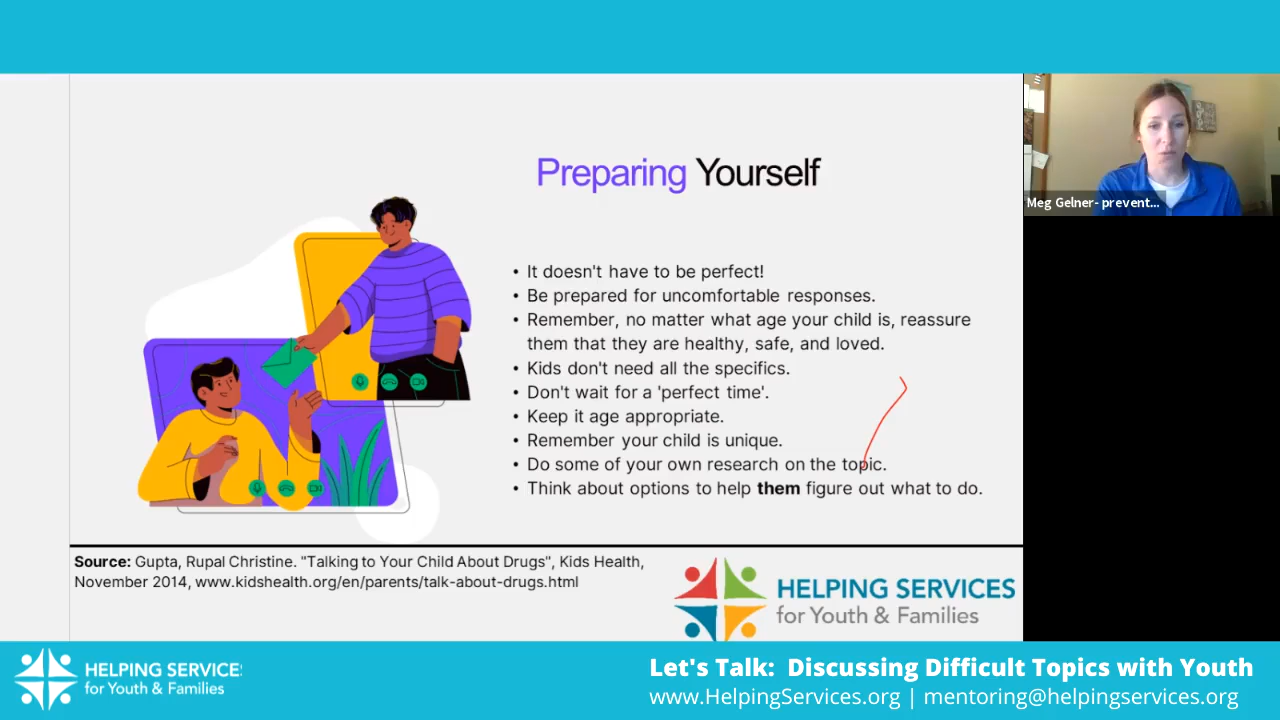 Preparing Yourself
• It doesn't have to be perfect!
• Be prepared for uncomfortable responses.
• Remember, no matter what age your child is, reassure
them that they are healthy, safe, and loved.
• Kids don't need all the specifics.
• Don't wait for a 'perfect time'.
• Keep it age appropriate.
• Remember your child is unique.
• Do some of your own research on the topic.
• Think about options to help them figure out what to do.
Source: Gupta, Rupal Christine. "Talking to Your Child About Drugs", Kids Health,
November 2014, www.kidshealth.org/en/parents/talk-about-drugs.html
HELPING SERVICES
for Youth & Families
Meg Gelner- prevent...
HELPING SERVICES
for Youth & Families
Let's Talk: Discussing Difficult Topics with Youth
www.HelpingServices.org | mentoring@helpingservices.org